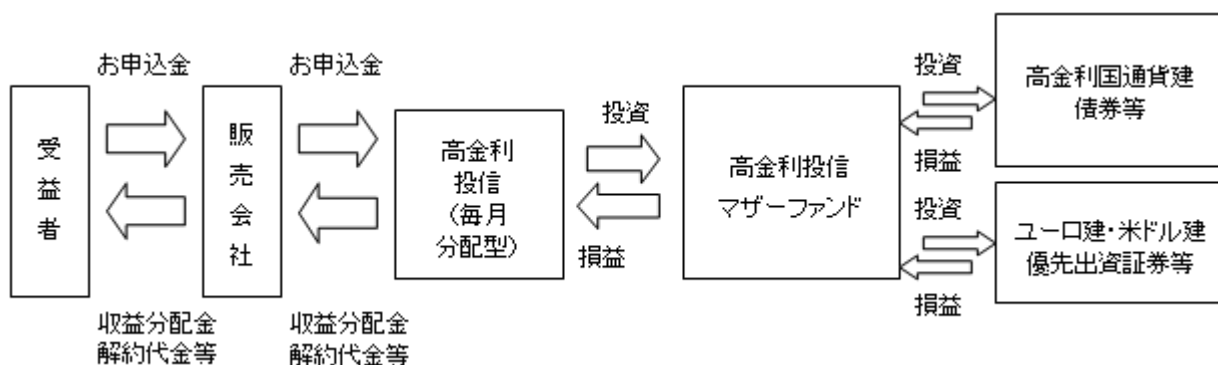 お申込金
お申込金
受
益
者
販
売
会
社
収益分配金
解約代金等
収益分配金
解約代金等
高金利
投信
(毎月
分配型)
投資
損益
高金利投信
マザーファンド
投資
損益
高金利国通貨建
債券等
投資
損益
ユーロ建・米ドル建
優先出資証券等